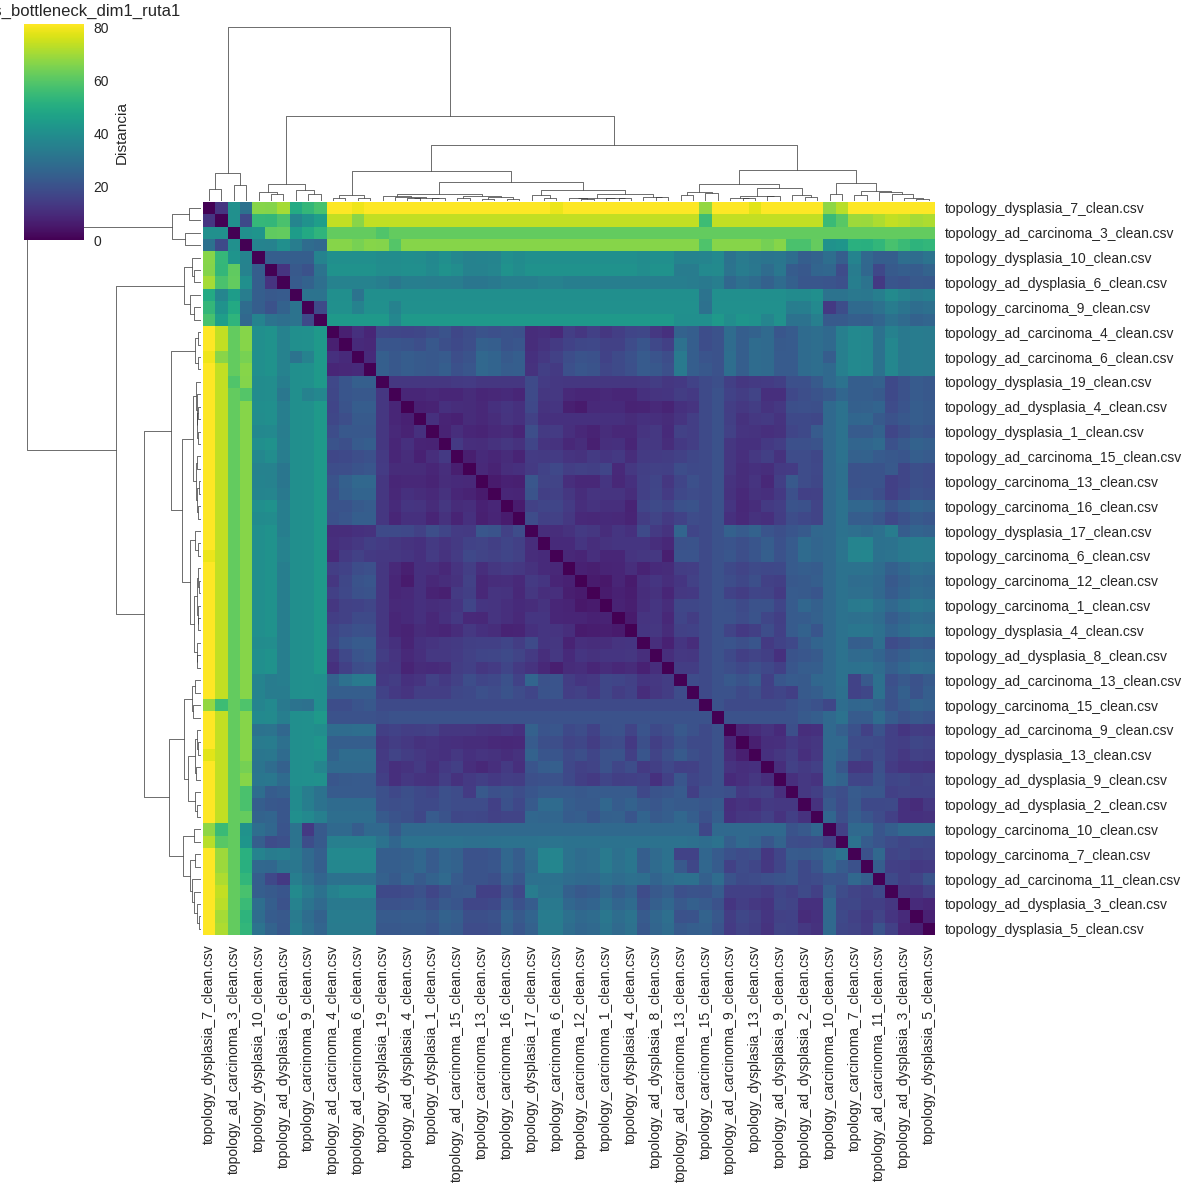 s_bottleneck_dim1_ruta1
80
60
40
20
0
Distancia
topology_dysplasia_7_clean.csv
topology_ad_carcinoma_3_clean.csv
topology_dysplasia_10_clean.csv
topology_ad_dysplasia_6_clean.csv
topology_carcinoma_9_clean.csv
topology_ad_carcinoma_4_clean.csv
topology_ad_carcinoma_6_clean.csv
topology_dysplasia_19_clean.csv
topology_ad_dysplasia_4_clean.csv
topology_dysplasia_1_clean.csv
topology_ad_carcinoma_15_clean.csv
topology_carcinoma_13_clean.csv
topology_carcinoma_16_clean.csv
topology_dysplasia_17_clean.csv
topology_carcinoma_6_clean.csv
topology_carcinoma_12_clean.csv
topology_carcinoma_1_clean.csv
topology_dysplasia_4_clean.csv
topology_ad_dysplasia_8_clean.csv
topology_ad_carcinoma_13_clean.csv
topology_carcinoma_15_clean.csv
topology_ad_carcinoma_9_clean.csv
topology_dysplasia_13_clean.csv
topology_ad_dysplasia_9_clean.csv
topology_ad_dysplasia_2_clean.csv
topology_carcinoma_10_clean.csv
topology_carcinoma_7_clean.csv
topology_ad_carcinoma_11_clean.csv
topology_ad_dysplasia_3_clean.csv
topology_dysplasia_5_clean.csv
topology_dysplasia_7_clean.csv
topology_ad_carcinoma_3_clean.csv
topology_dysplasia_10_clean.csv
topology_ad_dysplasia_6_clean.csv
topology_carcinoma_9_clean.csv
topology_ad_carcinoma_4_clean.csv
topology_ad_carcinoma_6_clean.csv
topology_dysplasia_19_clean.csv
topology_ad_dysplasia_4_clean.csv
topology_dysplasia_1_clean.csv
topology_ad_carcinoma_15_clean.csv
topology_carcinoma_13_clean.csv
topology_carcinoma_16_clean.csv
topology_dysplasia_17_clean.csv
topology_carcinoma_6_clean.csv
topology_carcinoma_12_clean.csv
topology_carcinoma_1_clean.csv
topology_dysplasia_4_clean.csv
topology_ad_dysplasia_8_clean.csv
topology_ad_carcinoma_13_clean.csv
topology_carcinoma_15_clean.csv
topology_ad_carcinoma_9_clean.csv
topology_dysplasia_13_clean.csv
topology_ad_dysplasia_9_clean.csv
topology_ad_dysplasia_2_clean.csv
topology_carcinoma_10_clean.csv
topology_carcinoma_7_clean.csv
topology_ad_carcinoma_11_clean.csv
topology_ad_dysplasia_3_clean.csv
topology_dysplasia_5_clean.csv